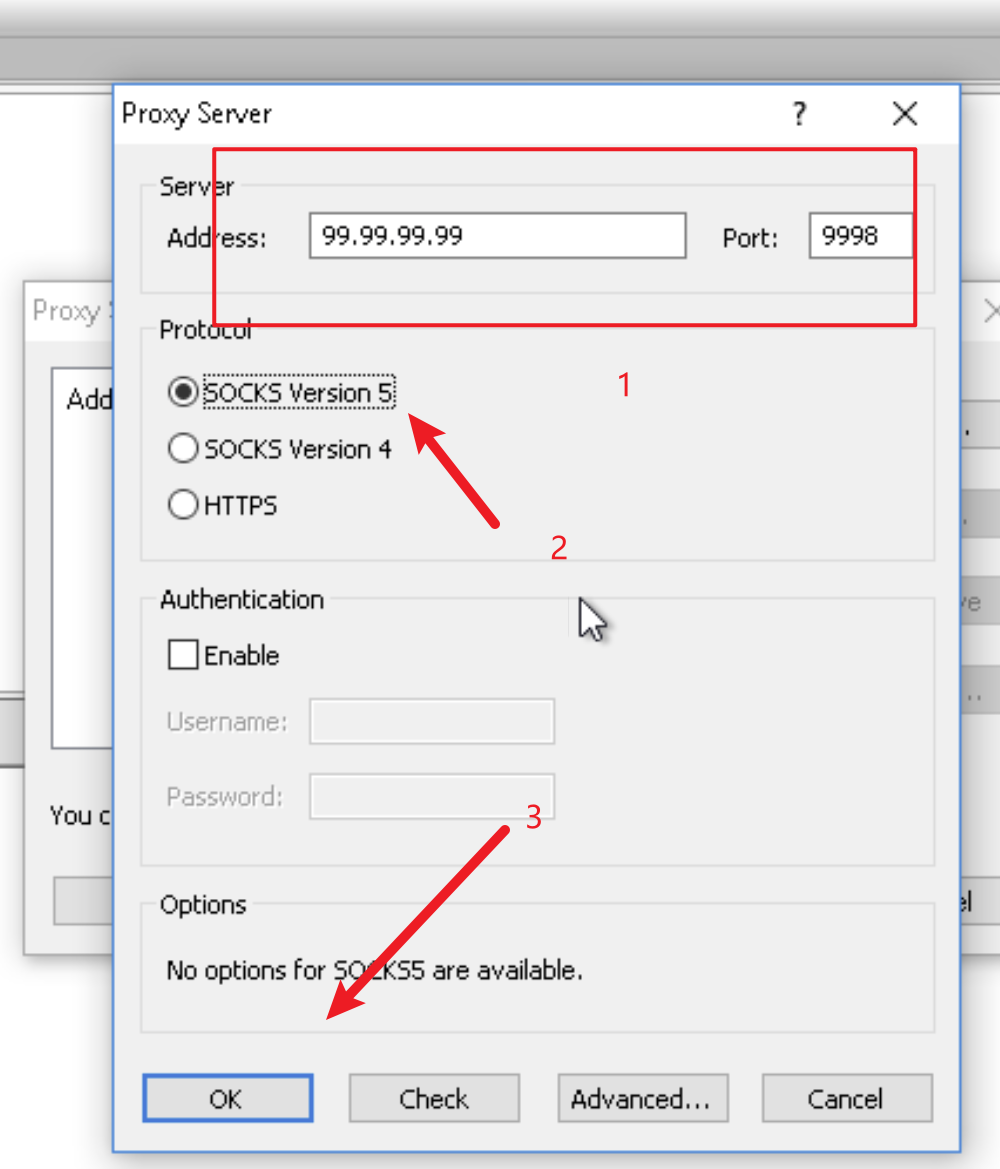 Proxy Server ?
Server
Address: 99.99.99.99 Port: 9998
Proxy
Protocol
Add
SOCKS Version 5
1
SOCKS Version 4
HTTPS
2
Authentication
Enable
Username:
Password:
3
You c
Options
No options for SOCKS5 are available.
OK Check Advanced... Cancel